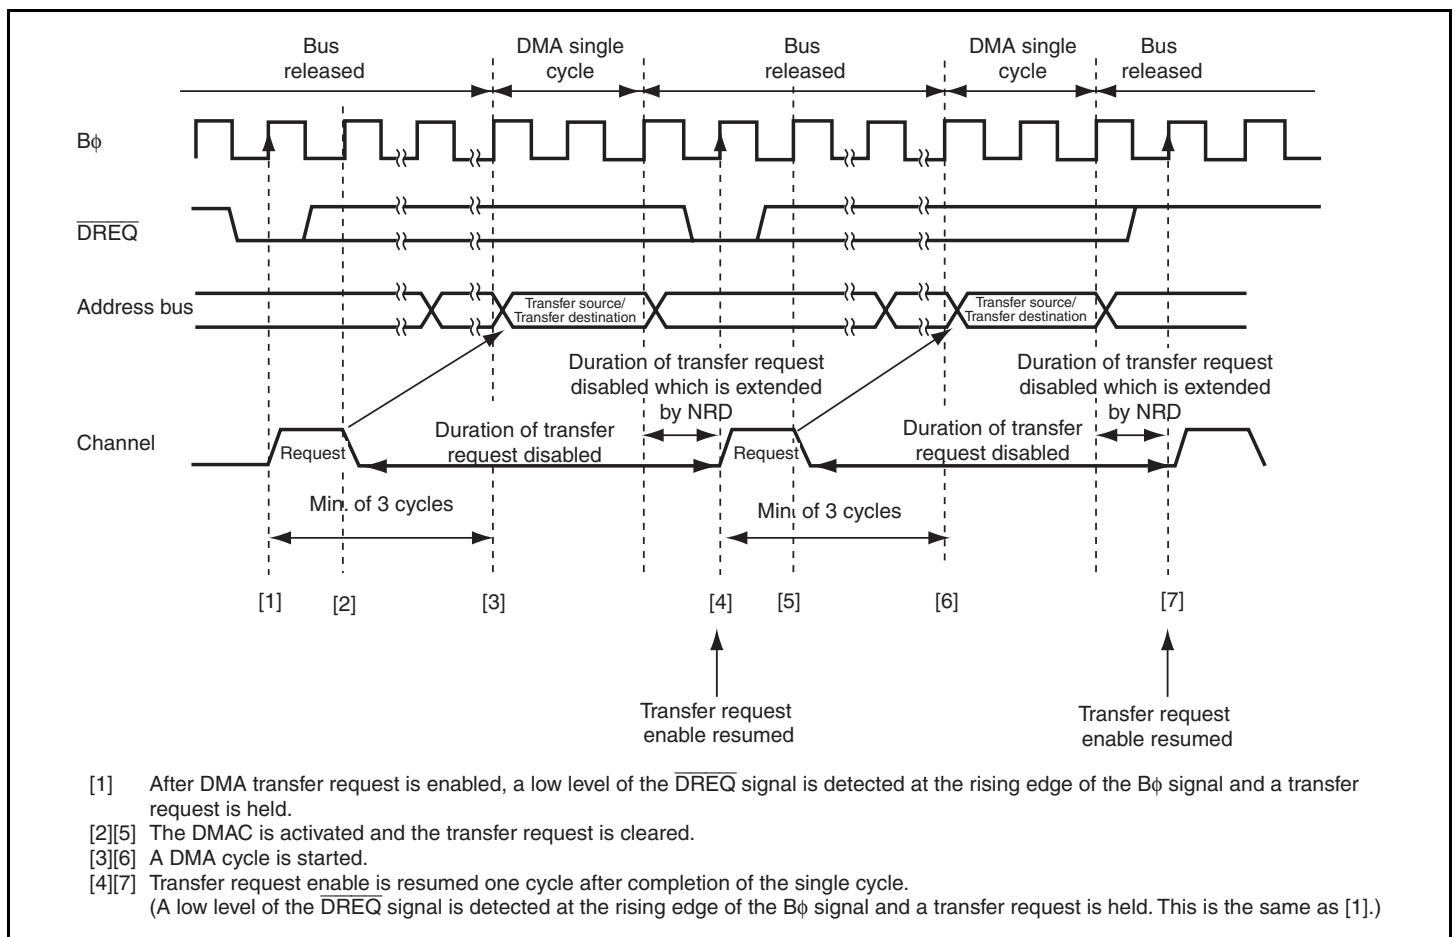 Bus
released
DMA single
cycle
Bus
released
DMA single
cycle
Bus
released
Bϕ
DREQ
Address bus
Transfer source/
Transfer destination
Transfer source/
Transfer destination
Duration of transfer request
disabled which is extended
by NRD
Duration of transfer request
disabled which is extended
by NRD
Channel
Request
Duration of transfer
request disabled
Request
Duration of transfer
request disabled
Min. of 3 cycles
Min. of 3 cycles
[1]
[2]
[3]
[4]
[5]
[6]
[7]
Transfer request
enable resumed
Transfer request
enable resumed
[1] After DMA transfer request is enabled, a low level of the DREQ signal is detected at the rising edge of the Bϕ signal and a transfer
request is held.
[2][5] The DMAC is activated and the transfer request is cleared.
[3][6] A DMA cycle is started.
[4][7] Transfer request enable is resumed one cycle after completion of the single cycle.
(A low level of the DREQ signal is detected at the rising edge of the Bϕ signal and a transfer request is held. This is the same as [1].)